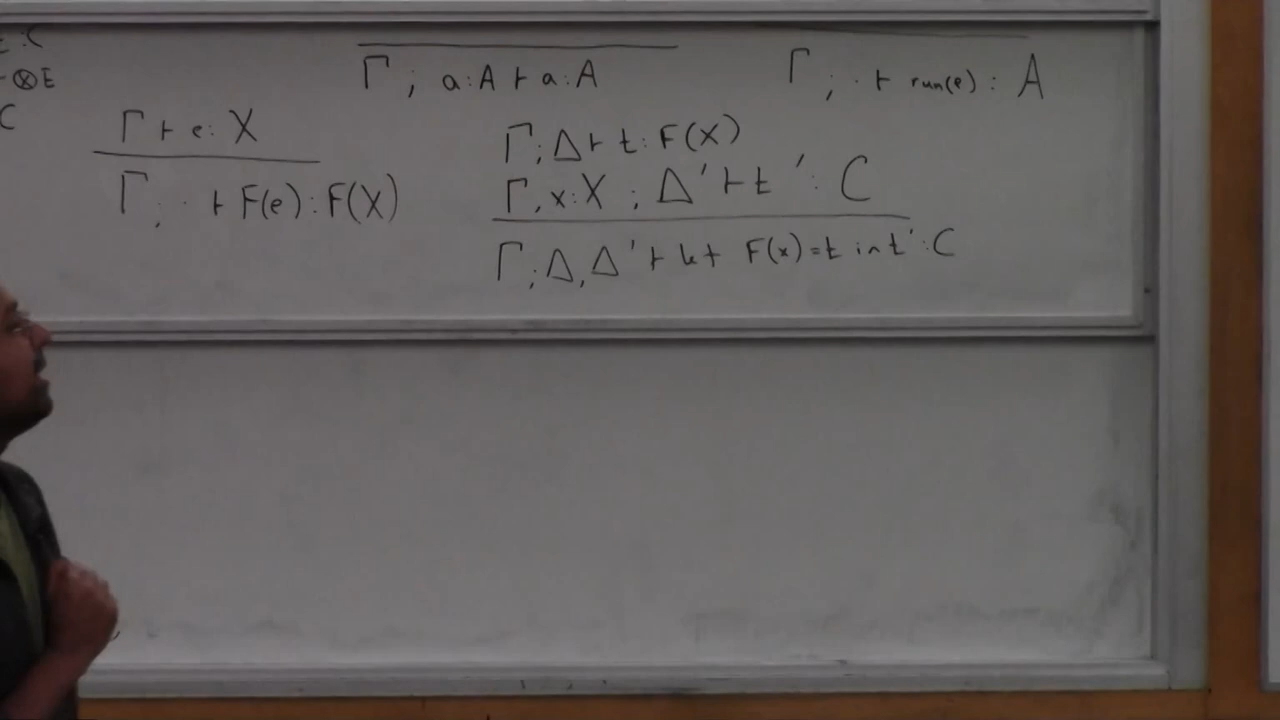 : C
⊗ E
C
Γ ; a : A ⊢ a : A
Γ ; · ⊢ run(e) : A
Γ ⊢ e : X
Γ ; · ⊢ F(e) : F(X)
Γ ; Δ ⊢ t : F(X)
Γ, x : X ; Δ' ⊢ t' : C
Γ ; Δ, Δ' ⊢ let F(x) = t in t' : C